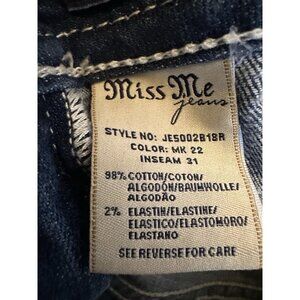 Miss Me
jeans
STYLE NO: JE5002B18R
COLOR: MK 22
INSEAM 31
98% COTTON/COTON/
ALGODÓN/BAUMWOLLE/
ALGODÃO
2% ELASTIN/ELASTINE/
ELASTICO/ELASTOMORO/
ELASTANO
SEE REVERSE FOR CARE